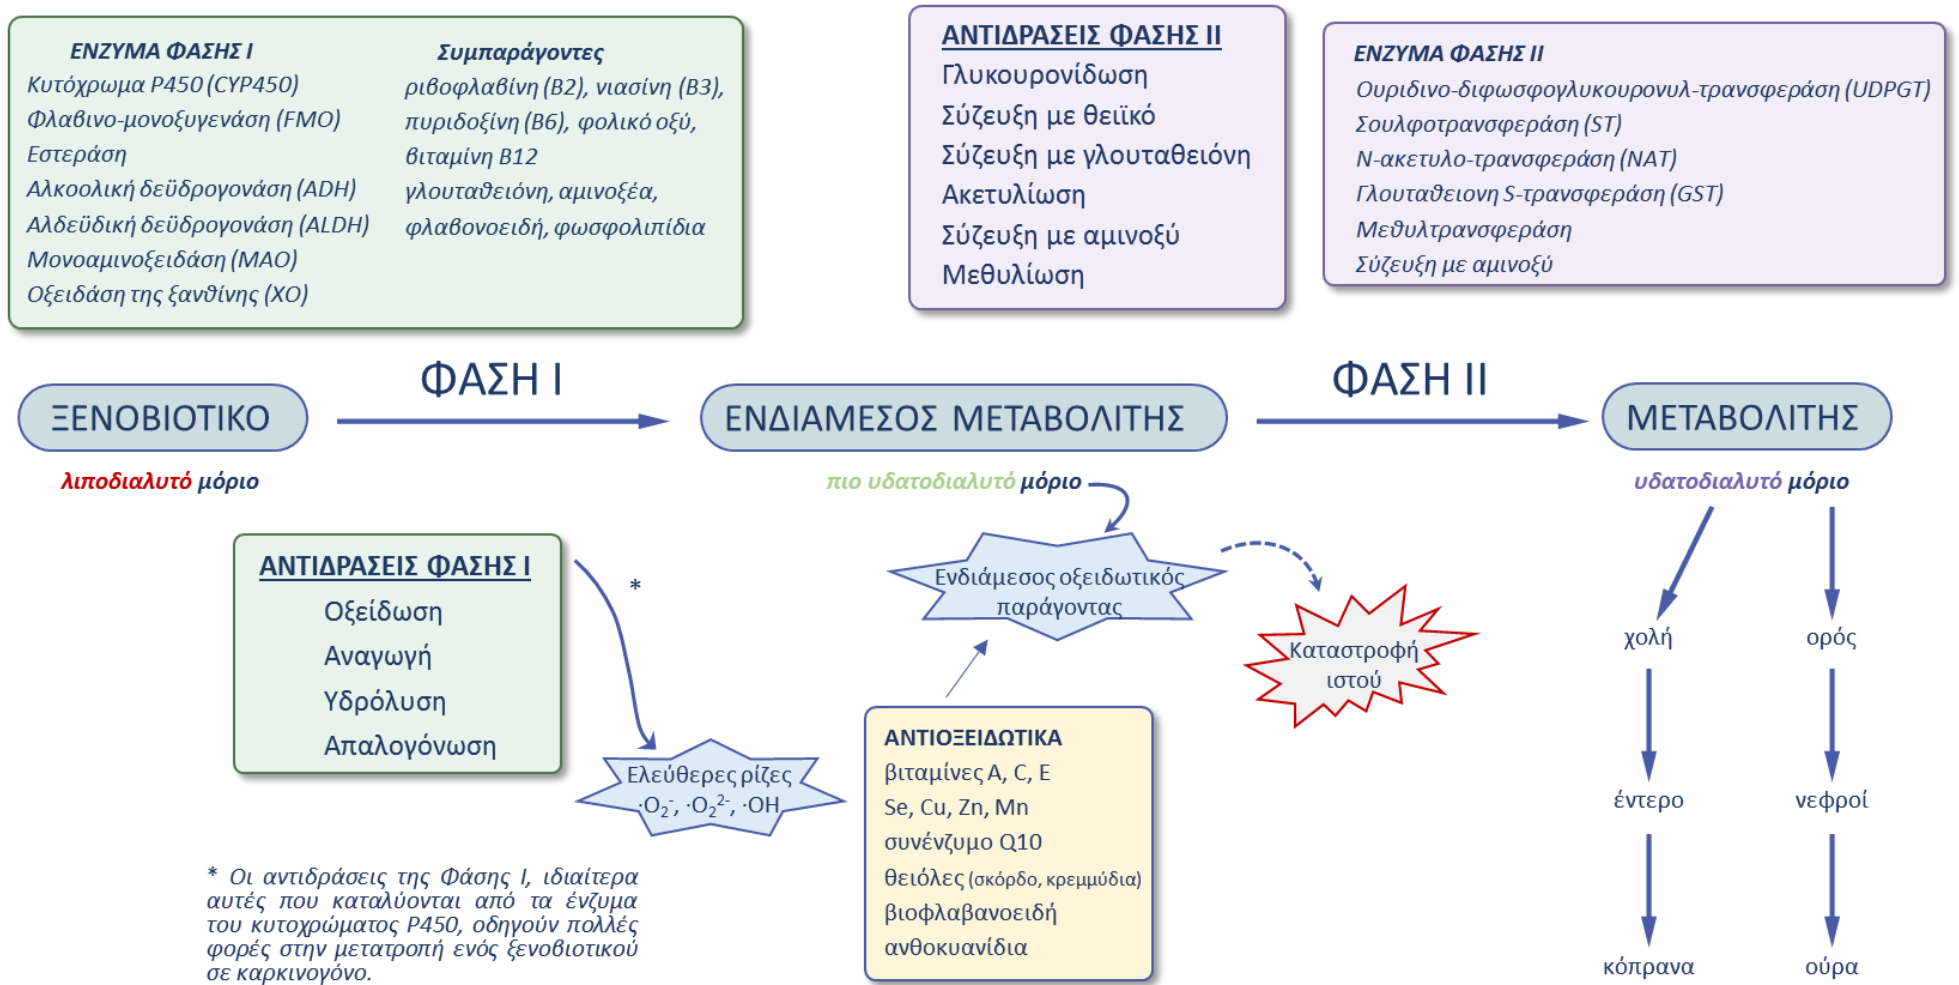 ΕΝΖΥΜΑ ΦΑΣΗΣ Ι
Κυτόχρωμα P450 (CYP450)
Φλαβινο-μονοξυγενάση (FMO)
Εστεράση
Αλκοολική δεϋδρογονάση (ADH)
Αλδεϋδική δεϋδρογονάση (ALDH)
Μονοαμινοξειδάση (MAO)
Οξειδάση της ξανθίνης (XO)
Συμπαράγοντες
ριβοφλαβίνη (Β2), νιασίνη (Β3),
πυριδοξίνη (Β6), φολικό οξύ,
βιταμίνη Β12
γλουταθειόνη, αμινοξέα,
φλαβονοειδή, φωσφολιπίδια
ΑΝΤΙΔΡΑΣΕΙΣ ΦΑΣΗΣ ΙΙ
Γλυκουρονίδωση
Σύζευξη με θειϊκό
Σύζευξη με γλουταθειόνη
Ακετυλίωση
Σύζευξη με αμινοξύ
Μεθυλίωση
ΕΝΖΥΜΑ ΦΑΣΗΣ ΙΙ
Ουριδινο-διφωσφογλυκουρονυλ-τρανσφεράση (UDPGT)
Σουλφοτρανσφεράση (ST)
Ν-ακετυλο-τρανσφεράση (NAT)
Γλουταθειονη S-τρανσφεράση (GST)
Μεθυλτρανσφεράση
Σύζευξη με αμινοξύ
ΦΑΣΗ Ι
ΦΑΣΗ ΙΙ
ΞΕΝΟΒΙΟΤΙΚΟ
ΕΝΔΙΑΜΕΣΟΣ ΜΕΤΑΒΟΛΙΤΗΣ
ΜΕΤΑΒΟΛΙΤΗΣ
λιποδιαλυτό μόριο
πιο υδατοδιαλυτό μόριο
υδατοδιαλυτό μόριο
ΑΝΤΙΔΡΑΣΕΙΣ ΦΑΣΗΣ Ι
Οξείδωση
Αναγωγή
Υδρόλυση
Απαλογόνωση
*
Ενδιάμεσος οξειδωτικός
παράγοντας
Καταστροφή
ιστού
Ελεύθερες ρίζες
·O₂⁻, ·O₂²⁻, ·OH
ΑΝΤΙΟΞΕΙΔΩΤΙΚΑ
βιταμίνες A, C, E
Se, Cu, Zn, Mn
συνένζυμο Q10
θειόλες (σκόρδο, κρεμμύδια)
βιοφλαβανοειδή
ανθοκυανίδια
* Οι αντιδράσεις της Φάσης Ι, ιδιαίτερα
αυτές που καταλύονται από τα ένζυμα
του κυτοχρώματος P450, οδηγούν πολλές
φορές στην μετατροπή ενός ξενοβιοτικού
σε καρκινογόνο.
χολή
ορός
έντερο
νεφροί
κόπρανα
ούρα